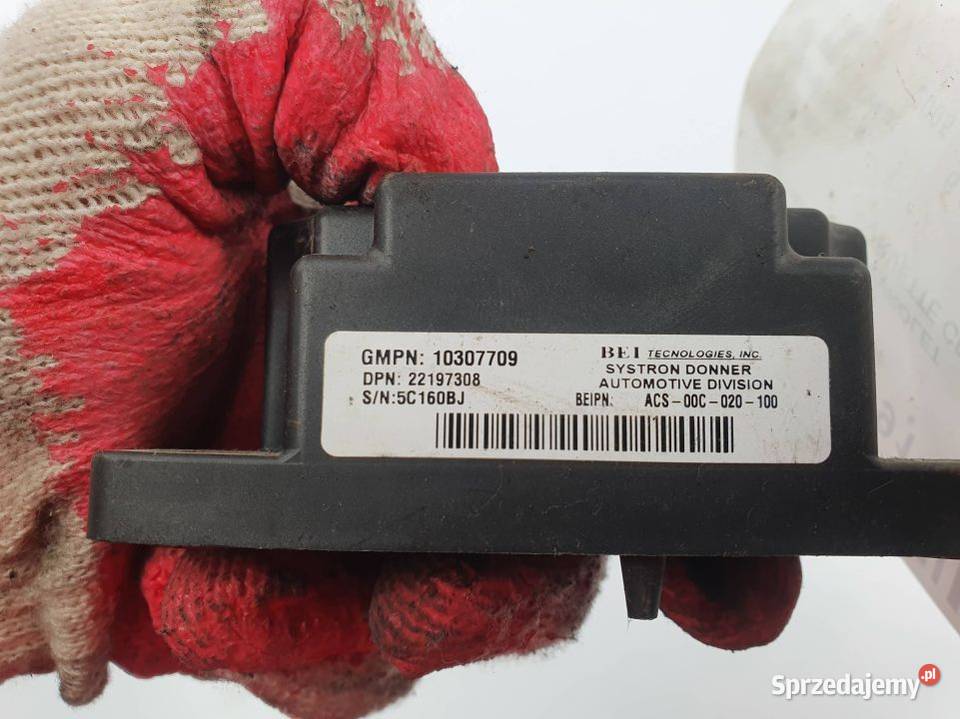 GMPN: 10307709
DPN: 22197308
S/N:5C160BJ
BEI TECNOLOGIES, INC.
SYSTRON DONNER
AUTOMOTIVE DIVISION
BEIPN: ACS-00C-020-100
Sprzedajemy.pl